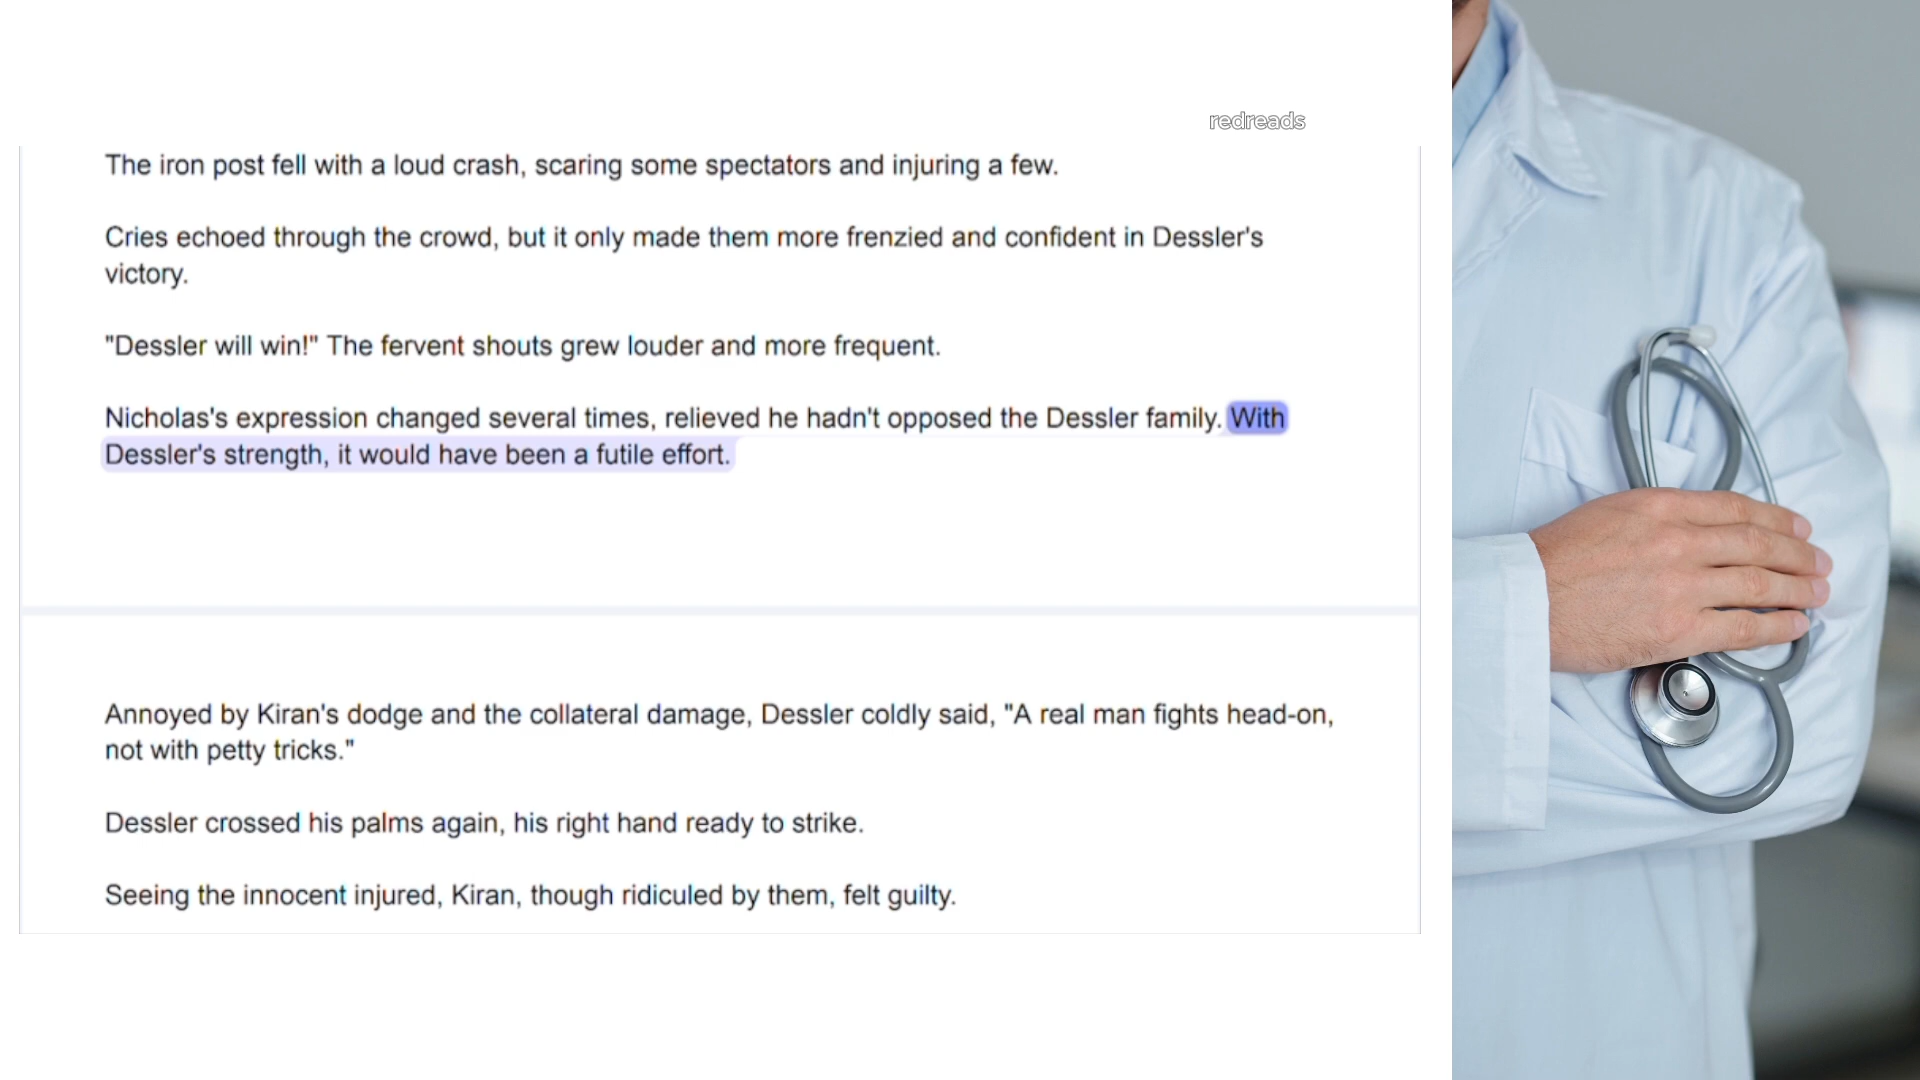 redreads
The iron post fell with a loud crash, scaring some spectators and injuring a few.
Cries echoed through the crowd, but it only made them more frenzied and confident in Dessler's
victory.
"Dessler will win!" The fervent shouts grew louder and more frequent.
Nicholas's expression changed several times, relieved he hadn't opposed the Dessler family. With
Dessler's strength, it would have been a futile effort.
Annoyed by Kiran's dodge and the collateral damage, Dessler coldly said, "A real man fights head-on,
not with petty tricks."
Dessler crossed his palms again, his right hand ready to strike.
Seeing the innocent injured, Kiran, though ridiculed by them, felt guilty.